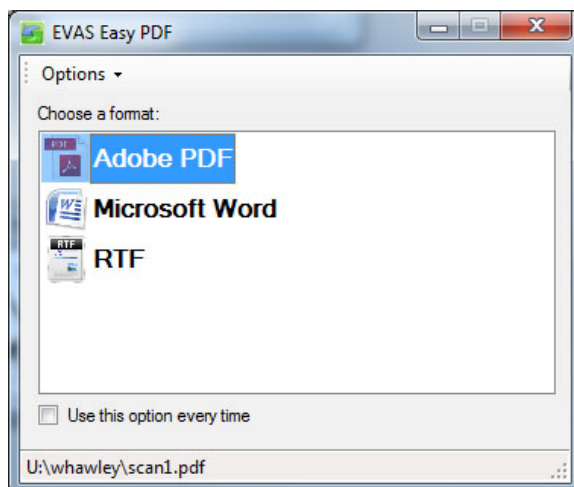 EVAS Easy PDF
Options
Choose a format:
PDF
Adobe PDF
W
Microsoft Word
RTF
RTF
Use this option every time
U:\whawley\scan1.pdf